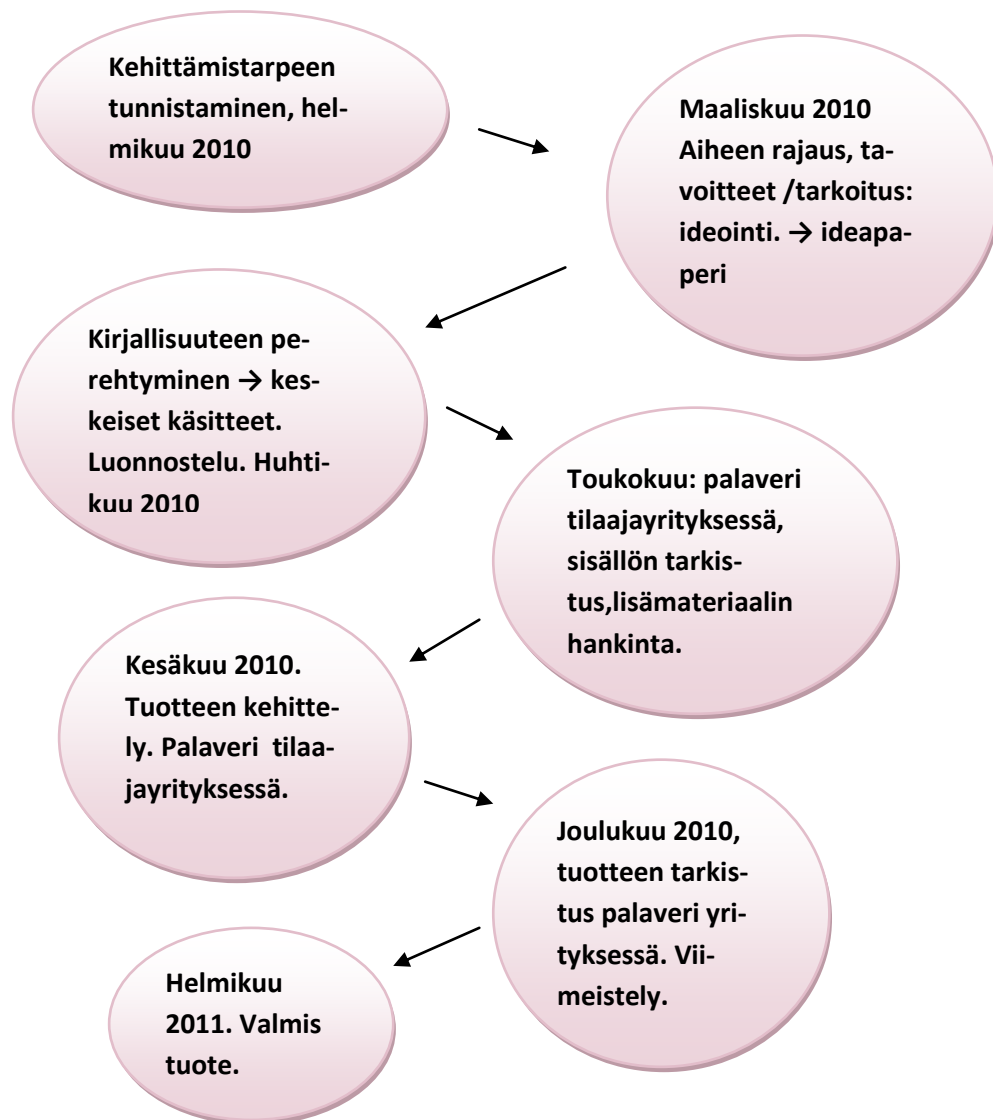 Kehittämistarpeen
tunnistaminen, hel-
mikuu 2010
Maaliskuu 2010
Aiheen rajaus, ta-
voitteet /tarkoitus:
ideointi. → ideapa-
peri
Kirjallisuuteen pe-
rehtyminen → kes-
keiset käsitteet.
Luonnostelu. Huhti-
kuu 2010
Toukokuu: palaveri
tilaajayrityksessä,
sisällön tarkis-
tus,lisämateriaalin
hankinta.
Kesäkuu 2010.
Tuotteen kehitte-
ly. Palaveri  tilaa-
jayrityksessä.
Joulukuu 2010,
tuotteen tarkis-
tus palaveri yri-
tyksessä. Vii-
meistely.
Helmikuu
2011. Valmis
tuote.